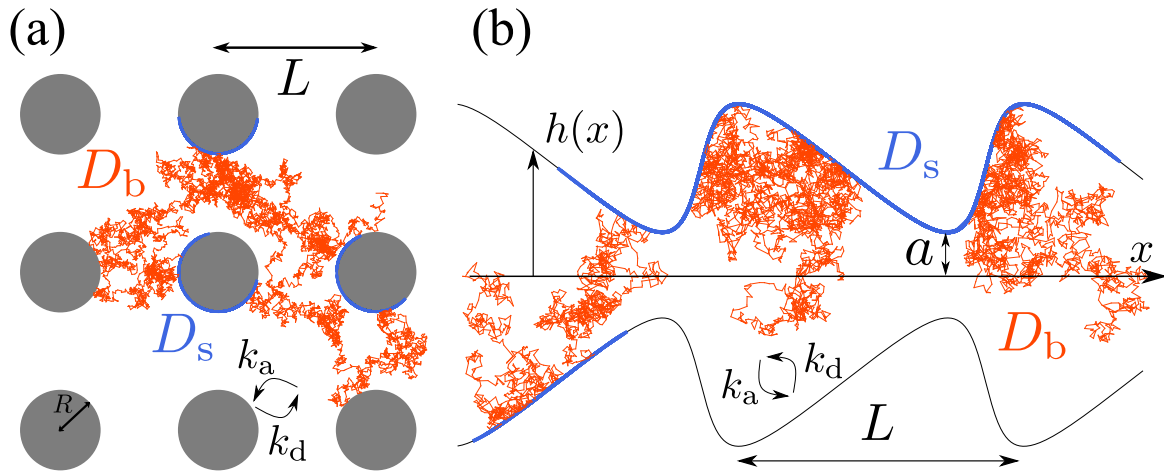 (a)
L
D_b
D_s
k_a
k_d
R
(b)
h(x)
D_s
a
x
D_b
k_a
k_d
L